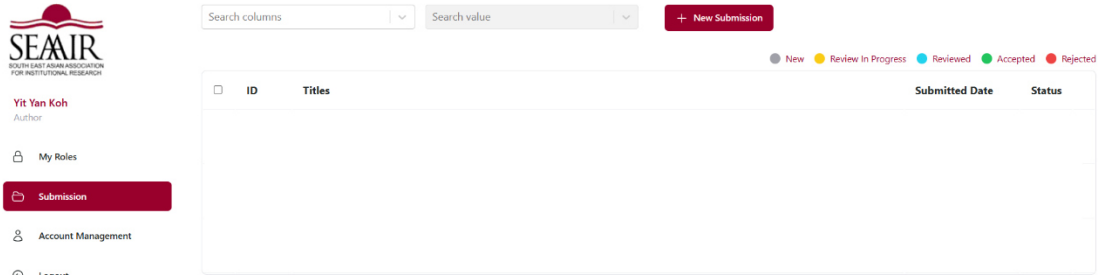 Search columns
Search value
+ New Submission
SEAAIR
SOUTH EAST ASIAN ASSOCIATION
FOR INSTITUTIONAL RESEARCH
New
Review In Progress
Reviewed
Accepted
Rejected
ID
Titles
Submitted Date
Status
Yit Yan Koh
Author
My Roles
Submission
Account Management
Logout